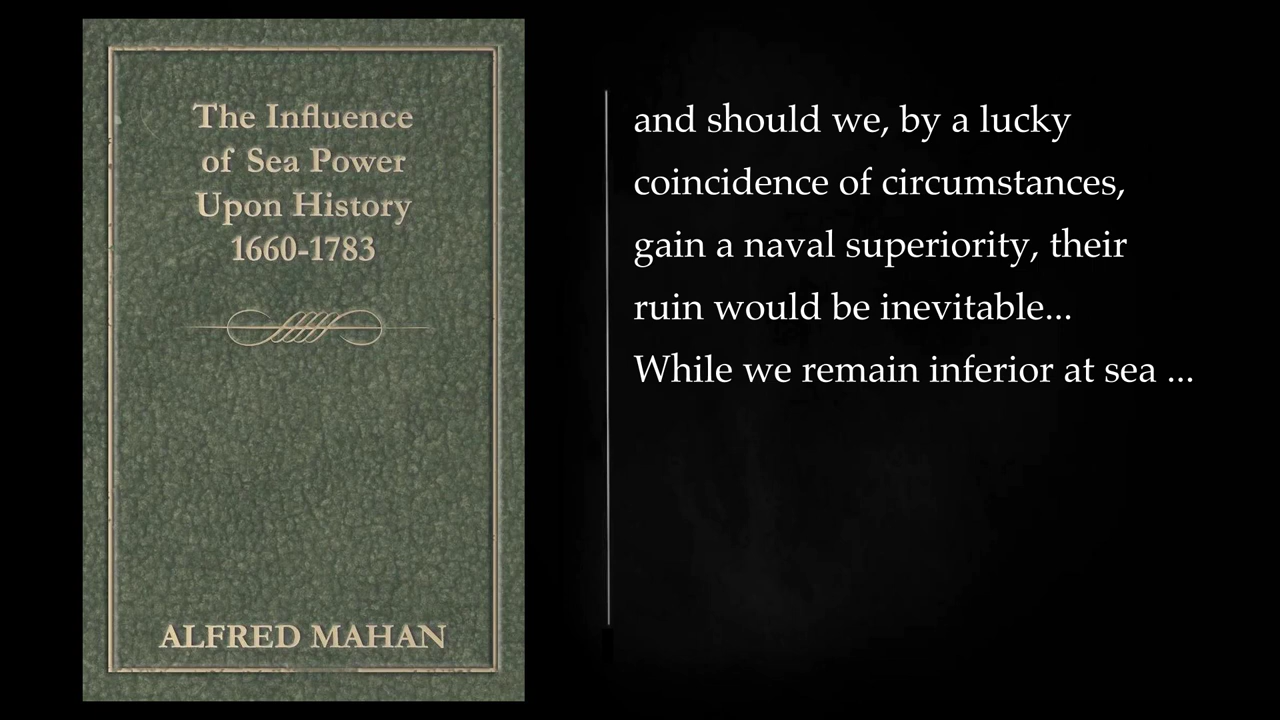 The Influence
of Sea Power
Upon History
1660-1783
ALFRED MAHAN
and should we, by a lucky
coincidence of circumstances,
gain a naval superiority, their
ruin would be inevitable...
While we remain inferior at sea ...